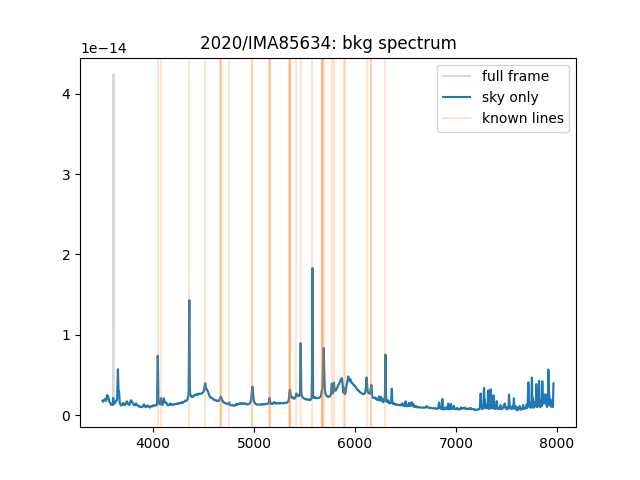 2020/IMA85634: bkg spectrum
1e−14
full frame
sky only
known lines
4
3
2
1
0
4000 5000 6000 7000 8000